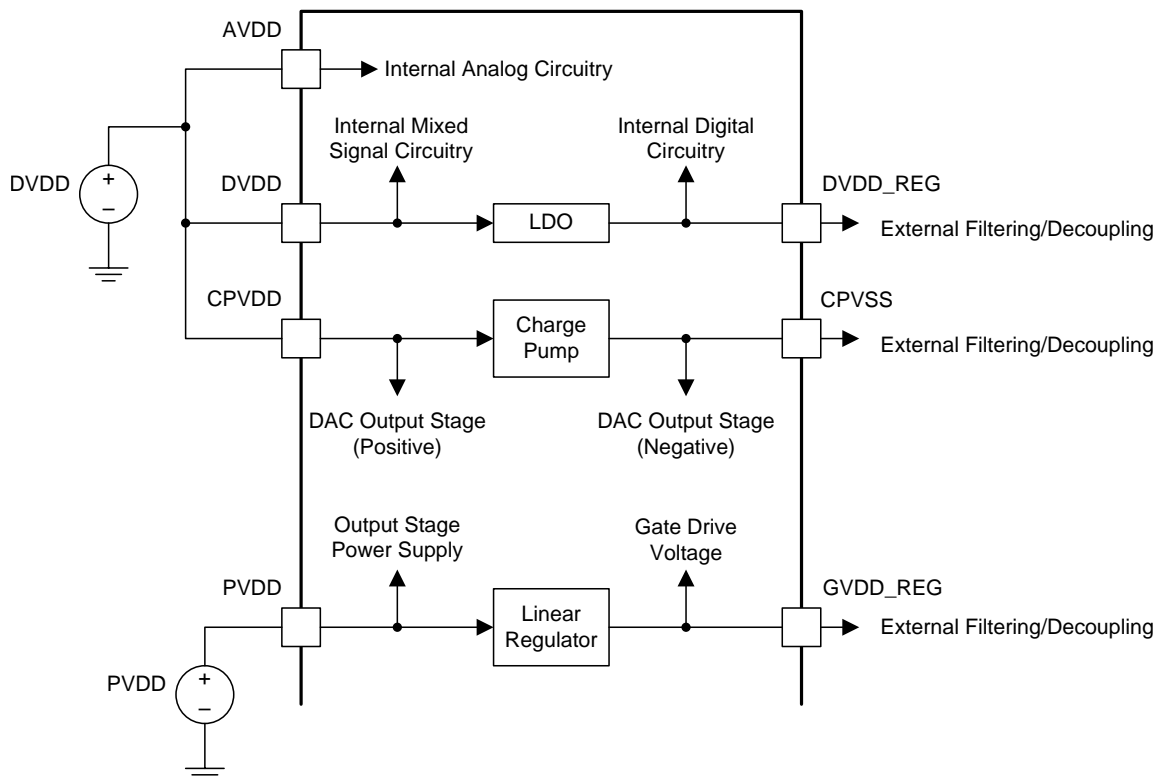 AVDD
Internal Analog Circuitry
Internal Mixed
Signal Circuitry
Internal Digital
Circuitry
DVDD
+
−
DVDD
LDO
DVDD_REG
External Filtering/Decoupling
CPVDD
Charge
Pump
CPVSS
External Filtering/Decoupling
DAC Output Stage
(Positive)
DAC Output Stage
(Negative)
Output Stage
Power Supply
Gate Drive
Voltage
PVDD
Linear
Regulator
GVDD_REG
External Filtering/Decoupling
PVDD
+
−